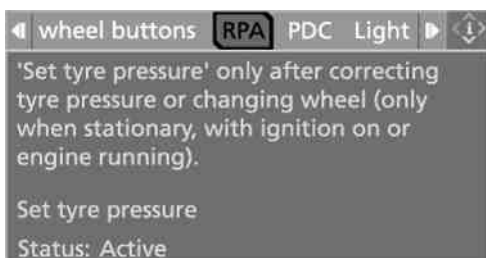 wheel buttons RPA PDC Light
'Set tyre pressure' only after correcting
tyre pressure or changing wheel (only
when stationary, with ignition on or
engine running).
Set tyre pressure
Status: Active